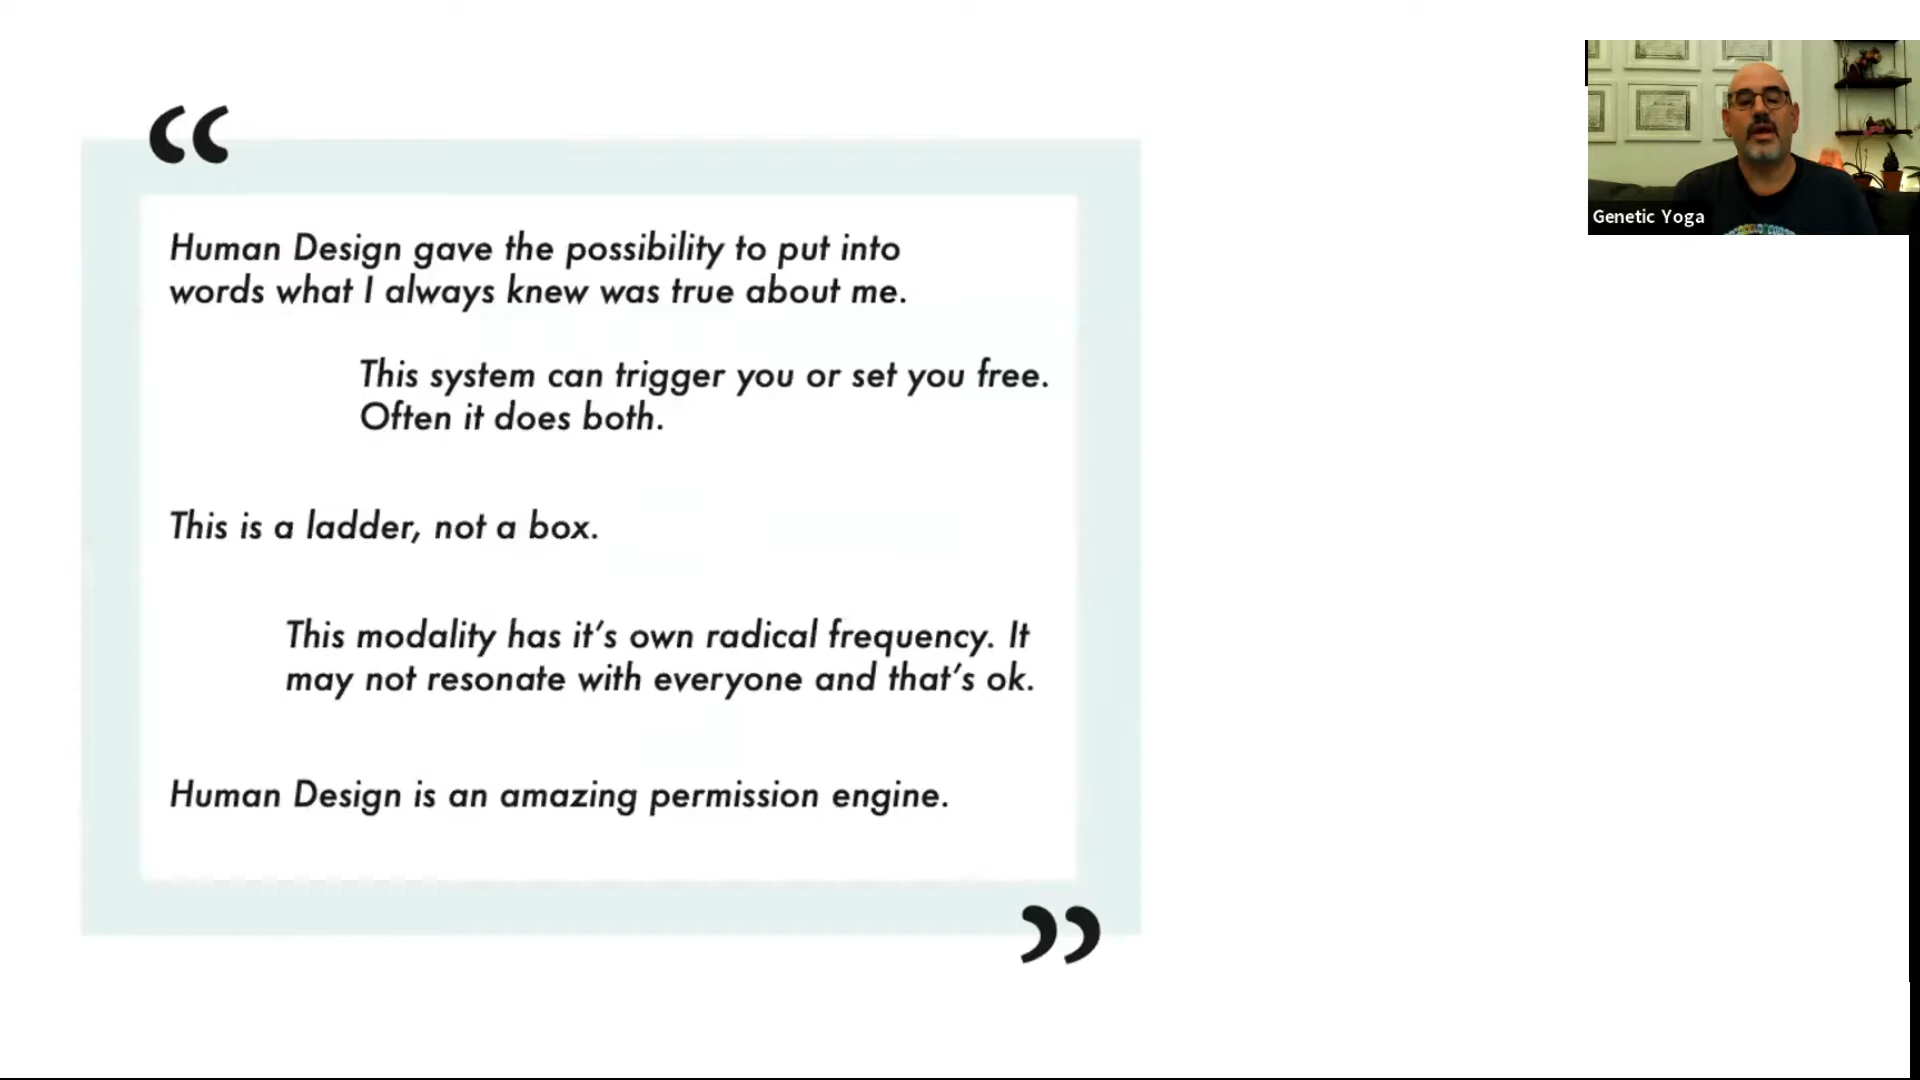 “
Human Design gave the possibility to put into
words what I always knew was true about me.
This system can trigger you or set you free.
Often it does both.
This is a ladder, not a box.
This modality has it’s own radical frequency. It
may not resonate with everyone and that’s ok.
Human Design is an amazing permission engine.
”
Genetic Yoga